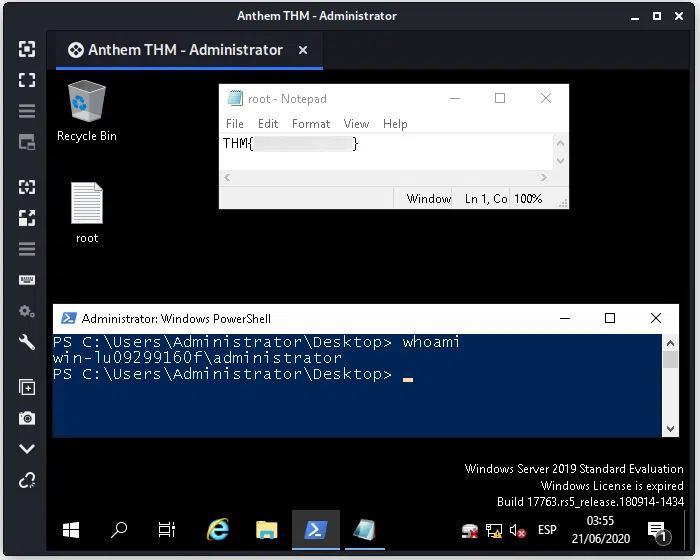 Anthem THM - Administrator
Anthem THM - Administrator
Recycle Bin
root - Notepad
File Edit Format View Help
THM{ }
Window Ln 1, Co 100%
root
Administrator: Windows PowerShell
PS C:\Users\Administrator\Desktop> whoami
win-lu09299160f\administrator
PS C:\Users\Administrator\Desktop>
Windows Server 2019 Standard Evaluation
Windows License is expired
Build 17763.rs5_release.180914-1434
ESP
03:55
21/06/2020
1